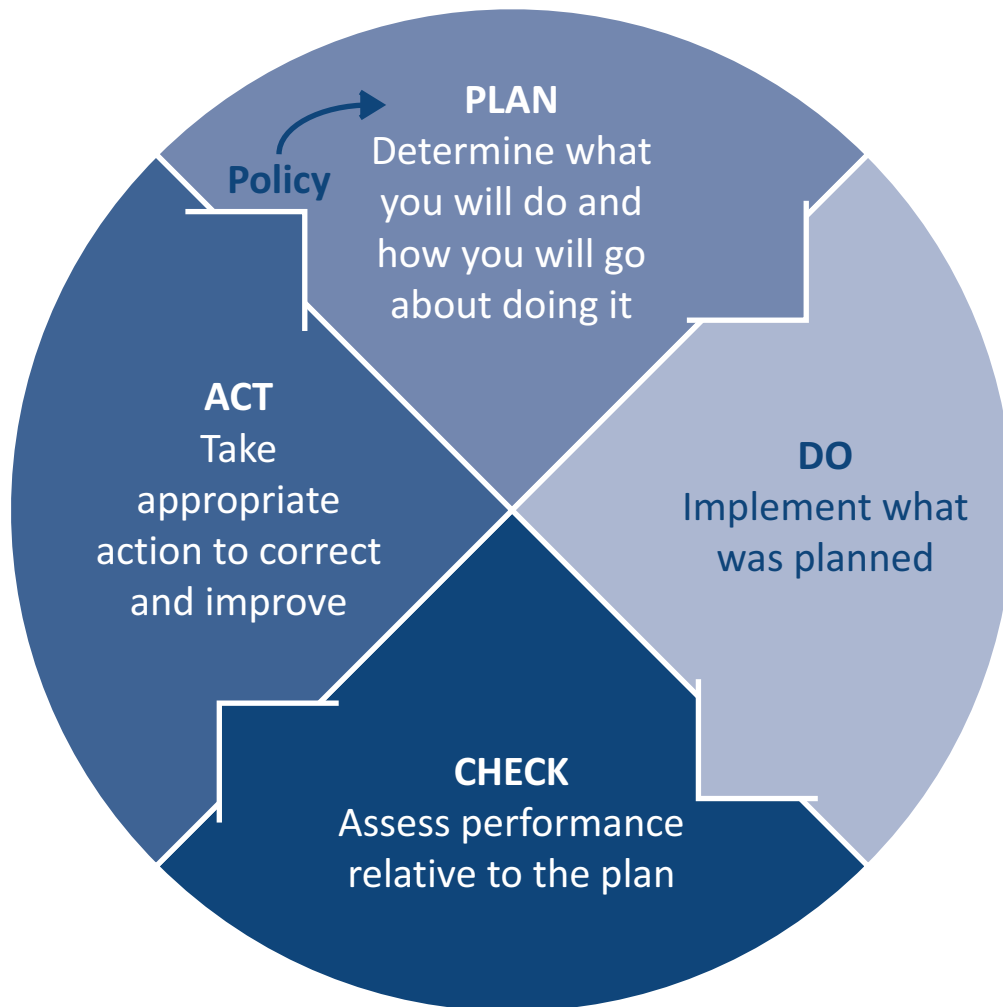 PLAN
Determine what
you will do and
how you will go
about doing it
Policy
DO
Implement what
was planned
CHECK
Assess performance
relative to the plan
ACT
Take
appropriate
action to correct
and improve